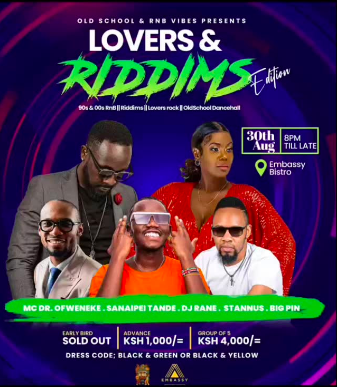 OLD SCHOOL & RNB VIBES PRESENTS
LOVERS &
RIDDIMS
Edition
90s & 00s RnB || Riddims || Lovers rock || OldSchool Dancehall
30th Aug
8PM TILL LATE
Embassy Bistro
MC DR. OFWENEKE . SANAIPEI TANDE . DJ RANE . STANNUS . BIG PIN
EARLY BIRD
SOLD OUT
ADVANCE
KSH 1,000/=
GROUP OF 5
KSH 4,000/=
DRESS CODE; BLACK & GREEN OR BLACK & YELLOW
EMBASSY